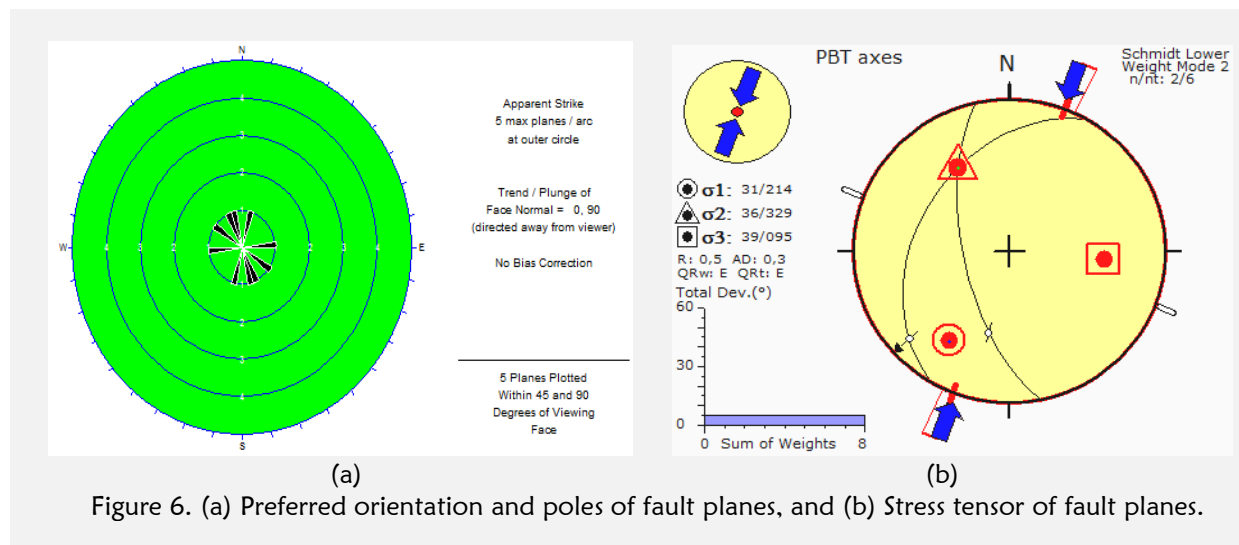 N
W
E
S
Apparent Strike
5 max planes / arc
at outer circle
Trend / Plunge of
Face Normal = 0, 90
(directed away from viewer)
No Bias Correction
5 Planes Plotted
Within 45 and 90
Degrees of Viewing
Face
(a)
PBT axes
N
Schmidt Lower
Weight Mode 2
n/nt: 2/6
σ1: 31/214
σ2: 36/329
σ3: 39/095
R: 0,5 AD: 0,3
QRw: E QRt: E
Total Dev.(°)
60
30
0
0 Sum of Weights 8
(b)
Figure 6. (a) Preferred orientation and poles of fault planes, and (b) Stress tensor of fault planes.